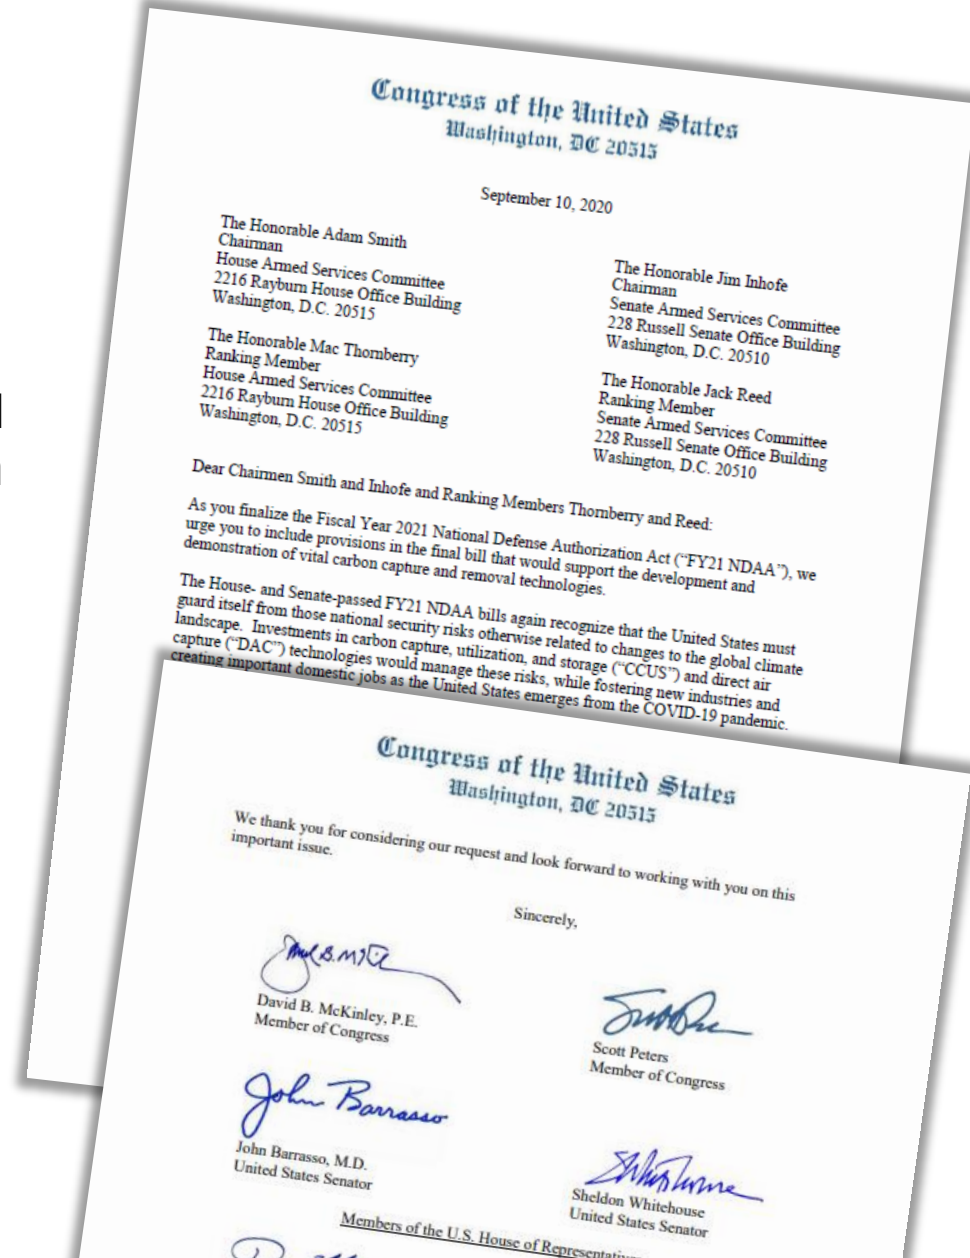 Congress of the United States
Washington, DC 20515
September 10, 2020
The Honorable Adam Smith
Chairman
House Armed Services Committee
2216 Rayburn House Office Building
Washington, D.C. 20515
The Honorable Jim Inhofe
Chairman
Senate Armed Services Committee
228 Russell Senate Office Building
Washington, D.C. 20510
The Honorable Mac Thornberry
Ranking Member
House Armed Services Committee
2216 Rayburn House Office Building
Washington, D.C. 20515
The Honorable Jack Reed
Ranking Member
Senate Armed Services Committee
228 Russell Senate Office Building
Washington, D.C. 20510
Dear Chairmen Smith and Inhofe and Ranking Members Thornberry and Reed:
As you finalize the Fiscal Year 2021 National Defense Authorization Act (“FY21 NDAA”), we
urge you to include provisions in the final bill that would support the development and
demonstration of vital carbon capture and removal technologies.
The House- and Senate-passed FY21 NDAA bills again recognize that the United States must
guard itself from those national security risks otherwise related to changes to the global climate
landscape. Investments in carbon capture, utilization, and storage (“CCUS”) and direct air
capture (“DAC”) technologies would manage these risks, while fostering new industries and
creating important domestic jobs as the United States emerges from the COVID-19 pandemic.
Congress of the United States
Washington, DC 20515
We thank you for considering our request and look forward to working with you on this
important issue.
Sincerely,
David B. McKinley, P.E.
Member of Congress
Scott Peters
Member of Congress
John Barrasso
John Barrasso, M.D.
United States Senator
Sheldon Whitehouse
United States Senator
Members of the U.S. House of